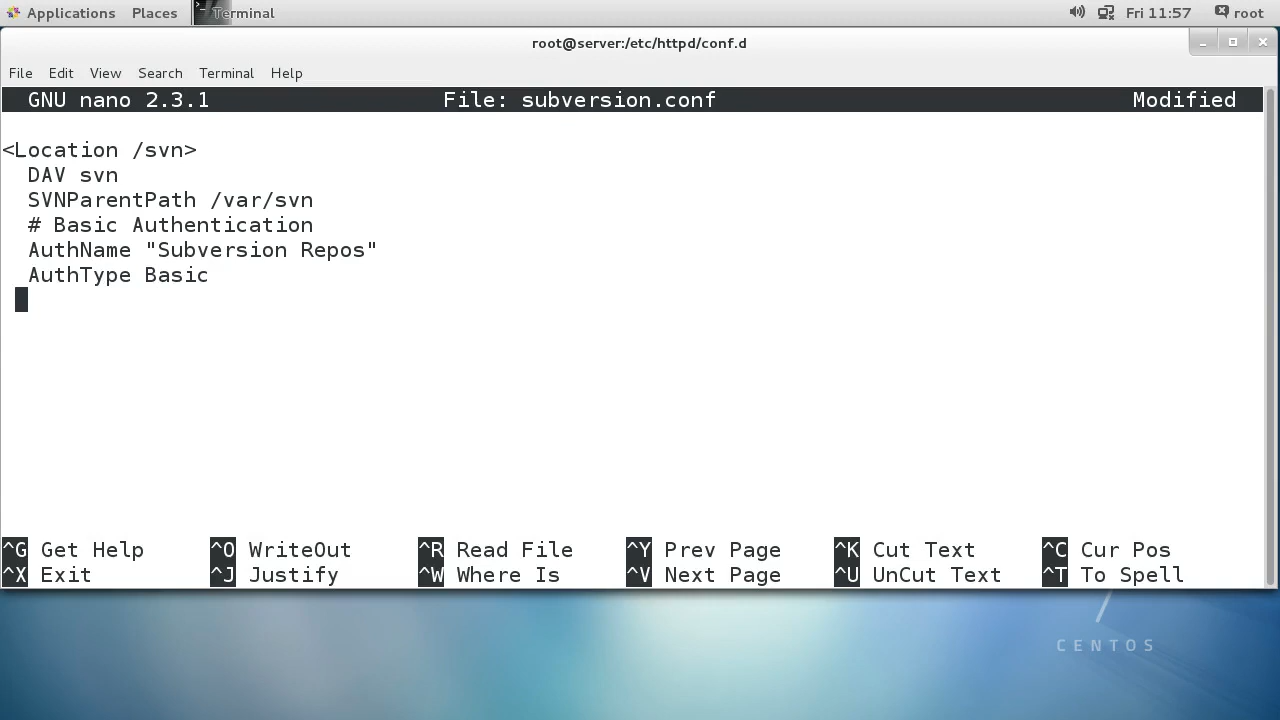 Applications Places Terminal Fri 11:57 root
root@server:/etc/httpd/conf.d
File Edit View Search Terminal Help
GNU nano 2.3.1 File: subversion.conf Modified
<Location /svn>
DAV svn
SVNParentPath /var/svn
# Basic Authentication
AuthName "Subversion Repos"
AuthType Basic
^G Get Help ^O WriteOut ^R Read File ^Y Prev Page ^K Cut Text ^C Cur Pos
^X Exit ^J Justify ^W Where Is ^V Next Page ^U UnCut Text ^T To Spell
CENTOS